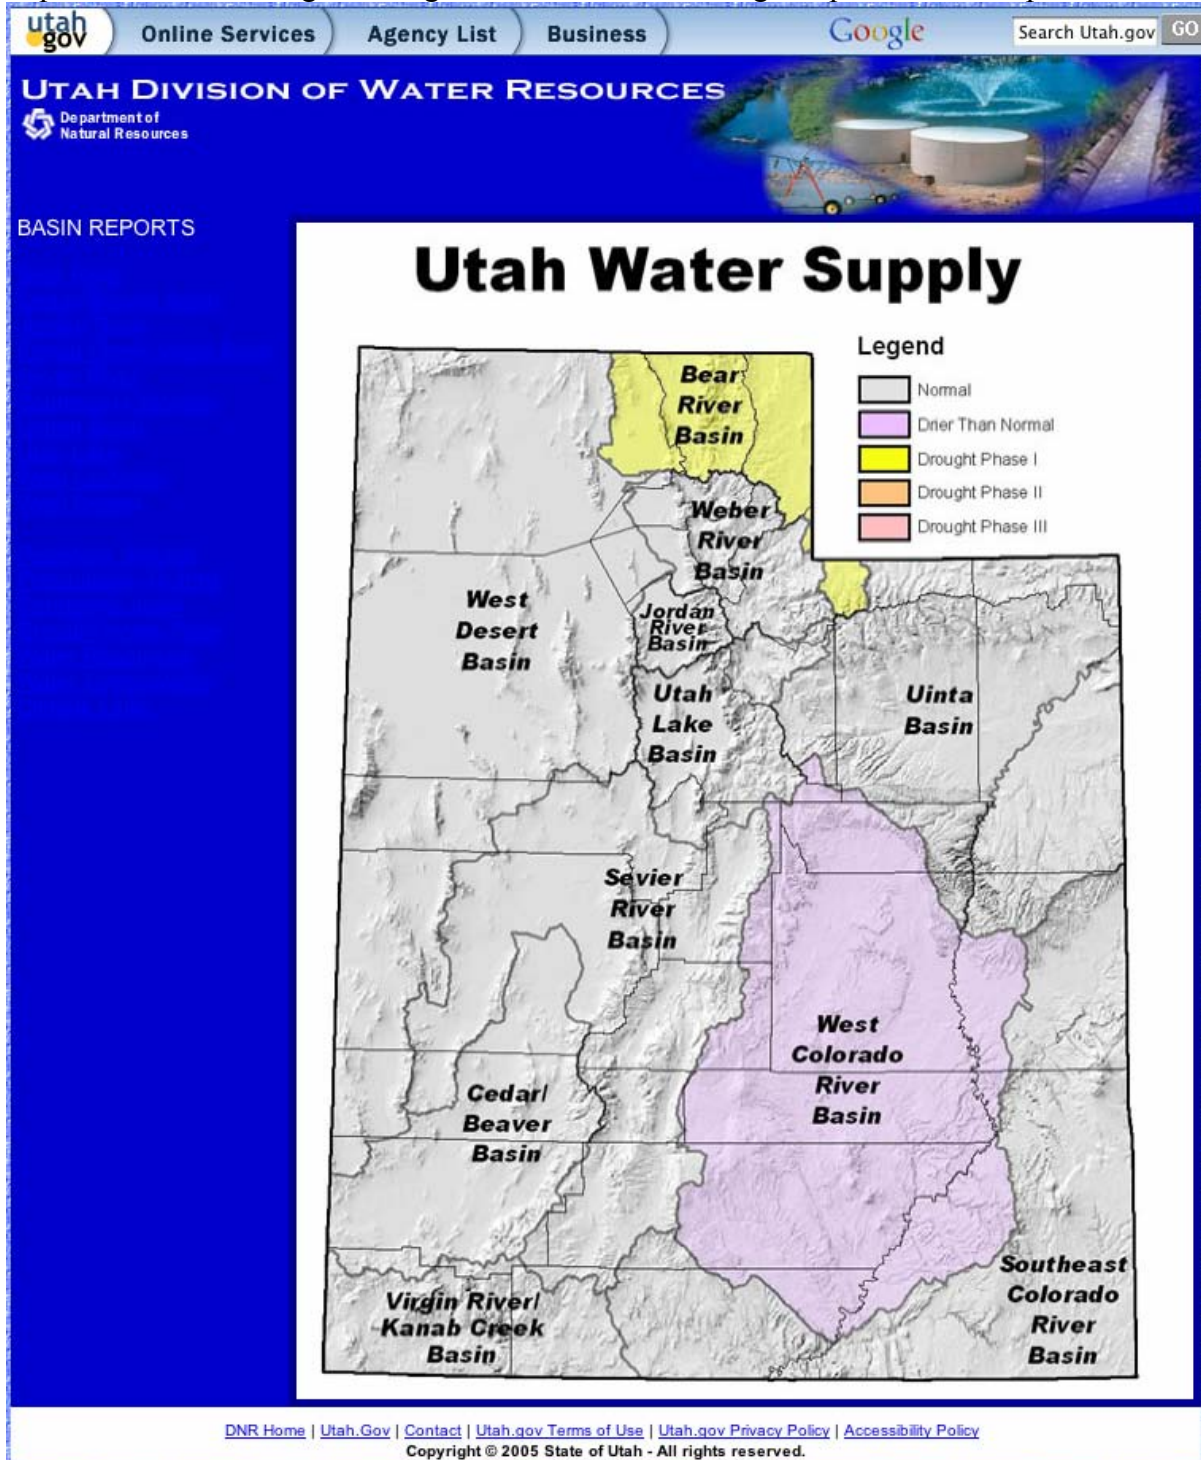 utah
gov
Online Services
Agency List
Business
Google
Search Utah.gov
GO
UTAH DIVISION OF WATER RESOURCES
Department of
Natural Resources
BASIN REPORTS
Utah Water Supply
Legend
Normal
Drier Than Normal
Drought Phase I
Drought Phase II
Drought Phase III
Bear
River
Basin
Weber
River
Basin
West
Desert
Basin
Jordan
River
Basin
Utah
Lake
Basin
Uinta
Basin
Sevier
River
Basin
West
Colorado
River
Basin
Cedar/
Beaver
Basin
Southeast
Colorado
River
Basin
Virgin River/
Kanab Creek
Basin
DNR Home | Utah.Gov | Contact | Utah.gov Terms of Use | Utah.gov Privacy Policy | Accessibility Policy
Copyright © 2005 State of Utah - All rights reserved.